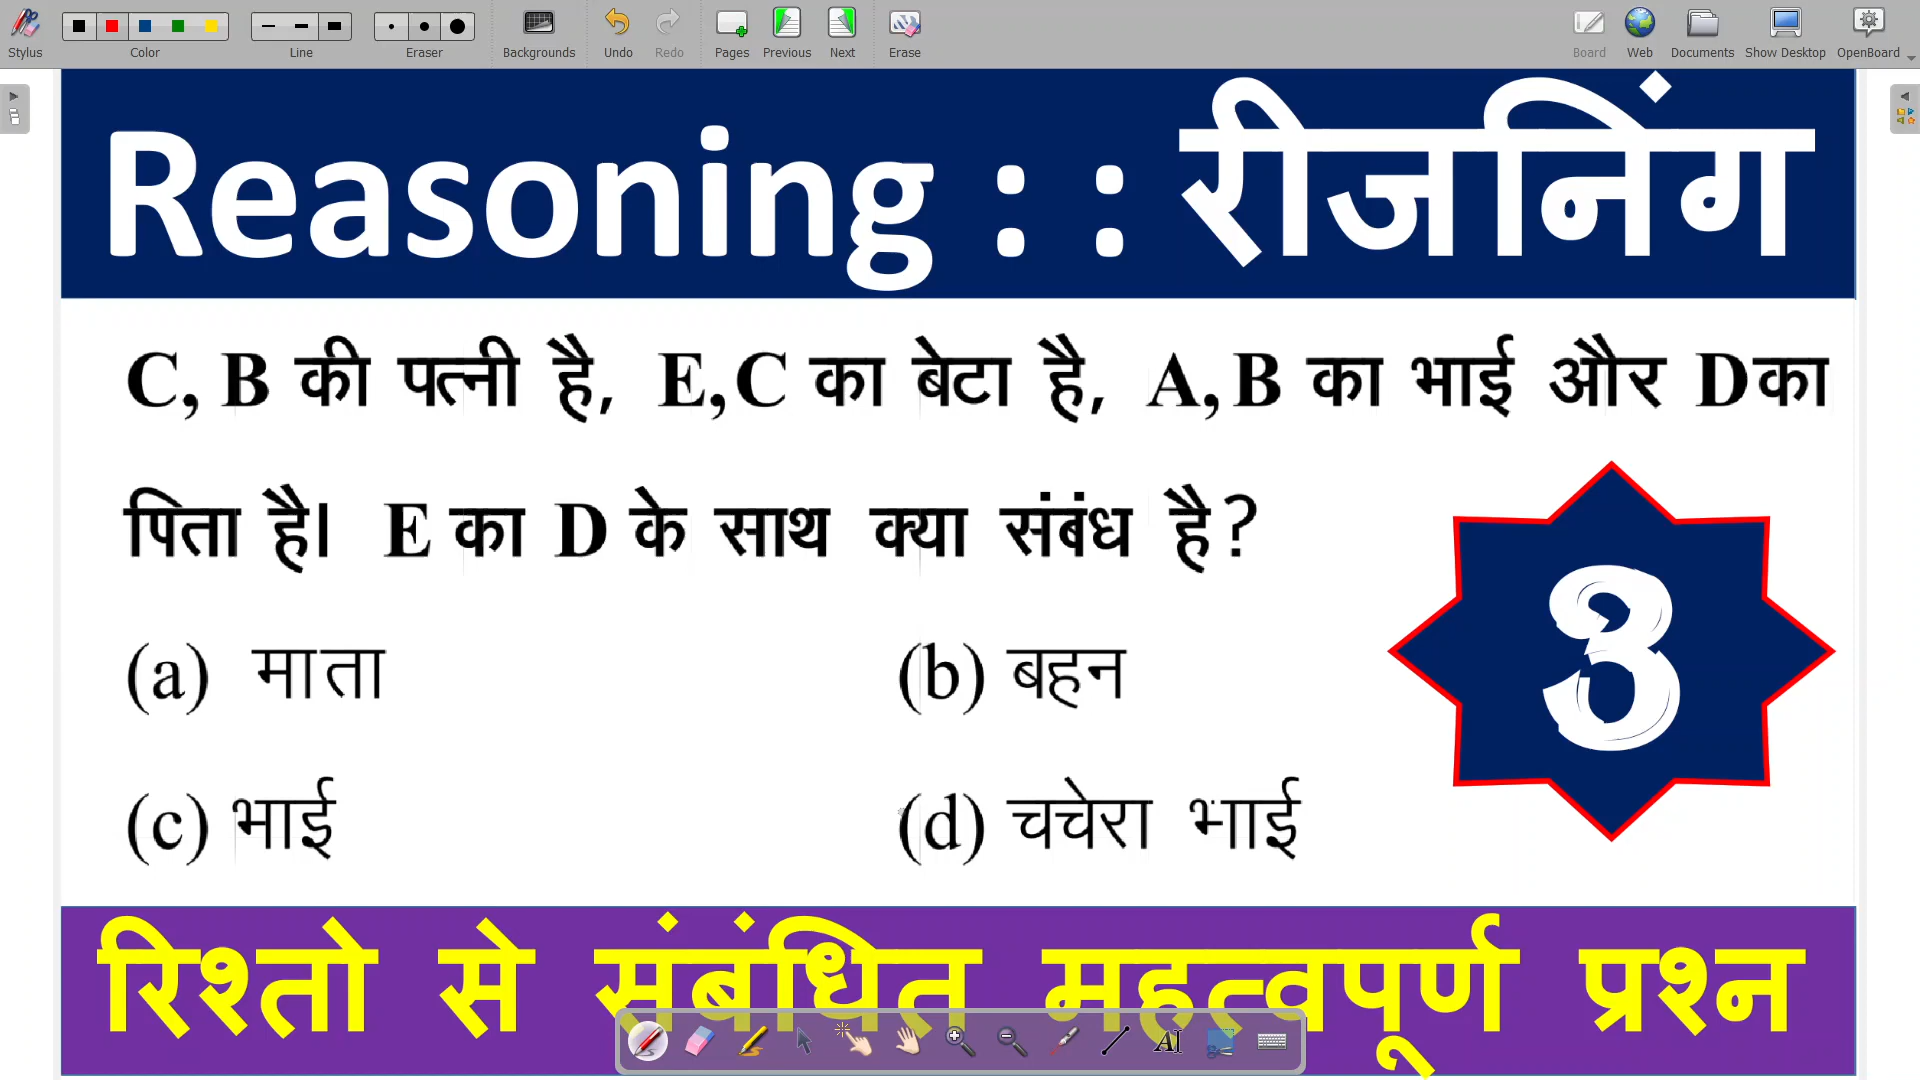 Stylus Color Line Eraser Backgrounds Undo Redo Pages Previous Next Erase Board Web Documents Show Desktop OpenBoard
Reasoning : : रीजनिंग
C, B की पत्नी है, E,C का बेटा है, A,B का भाई और D का
पिता है। E का D के साथ क्या संबंध है?
(a) माता (b) बहन
(c) भाई (d) चचेरा भाई
3
रिश्तो से संबंधित महत्वपूर्ण प्रश्न